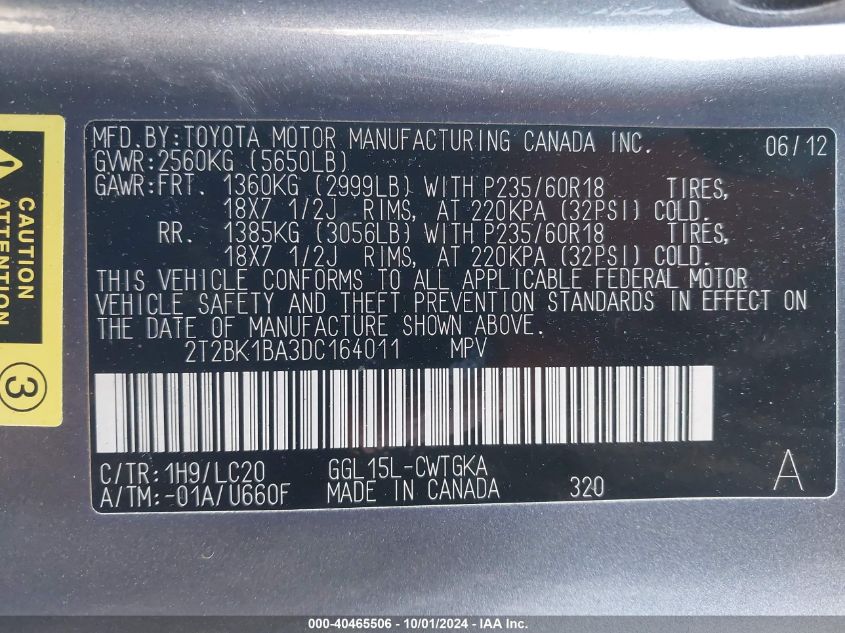 MFD.BY:TOYOTA MOTOR MANUFACTURING CANADA INC. 06/12
GVWR:2560KG (5650LB)
GAWR:FRT. 1360KG (2999LB) WITH P235/60R18 TIRES,
18X7 1/2J RIMS, AT 220KPA (32PSI) COLD.
RR. 1385KG (3056LB) WITH P235/60R18 TIRES,
18X7 1/2J RIMS, AT 220KPA (32PSI) COLD.
THIS VEHICLE CONFORMS TO ALL APPLICABLE FEDERAL MOTOR
VEHICLE SAFETY AND THEFT PREVENTION STANDARDS IN EFFECT ON
THE DATE OF MANUFACTURE SHOWN ABOVE.
2T2BK1BA3DC164011 MPV
C/TR:1H9/LC20 GGL15L-CWTGKA A
A/TM:-01A/U660F MADE IN CANADA 320
CAUTION
ATTENTION
3
000-40465506 - 10/01/2024 - IAA Inc.